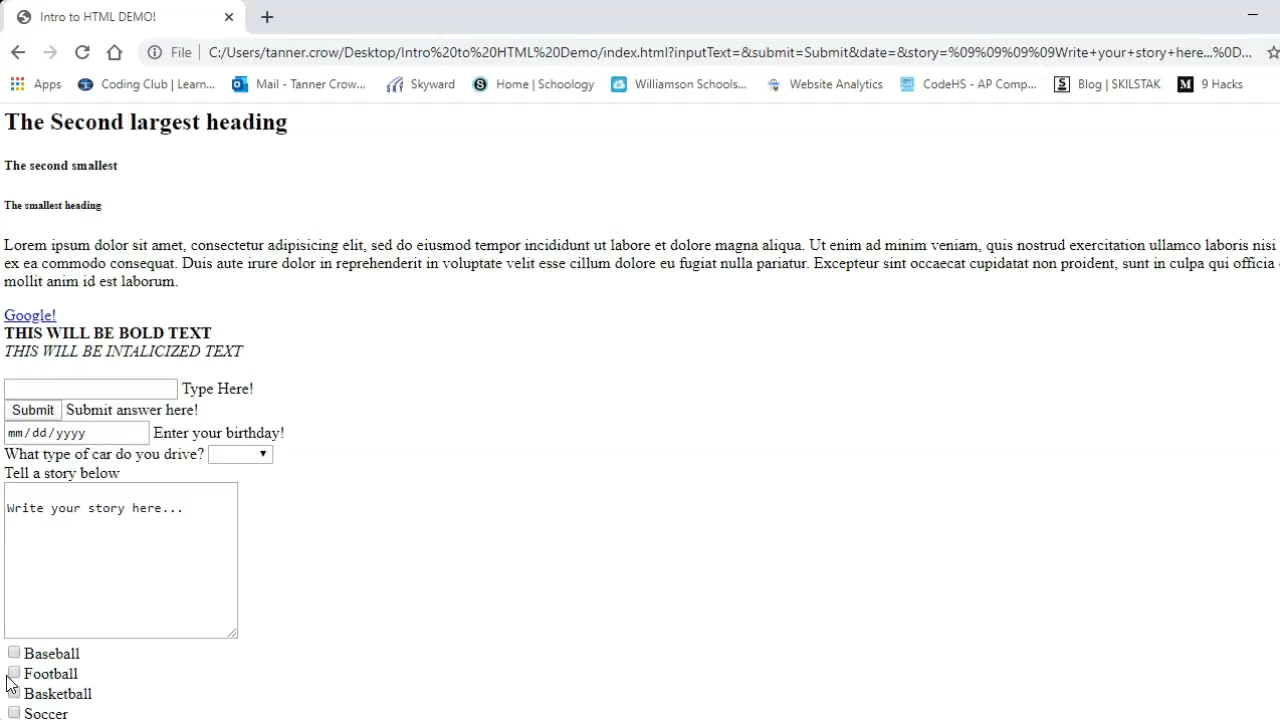 Intro to HTML DEMO!
File C:/Users/tanner.crow/Desktop/Intro%20to%20HTML%20Demo/index.html?inputText=&submit=Submit&date=&story=%09%09%09%09Write+your+story+here...%0D...
Apps Coding Club | Learn... Mail - Tanner Crow... Skyward Home | Schoology Williamson Schools... Website Analytics CodeHS - AP Comp... Blog | SKILSTAK 9 Hacks
The Second largest heading
The second smallest
The smallest heading
Lorem ipsum dolor sit amet, consectetur adipisicing elit, sed do eiusmod tempor incididunt ut labore et dolore magna aliqua. Ut enim ad minim veniam, quis nostrud exercitation ullamco laboris nisi
ex ea commodo consequat. Duis aute irure dolor in reprehenderit in voluptate velit esse cillum dolore eu fugiat nulla pariatur. Excepteur sint occaecat cupidatat non proident, sunt in culpa qui officia
mollit anim id est laborum.
Google!
THIS WILL BE BOLD TEXT
THIS WILL BE INTALICIZED TEXT
Type Here!
Submit Submit answer here!
mm/dd/yyyy Enter your birthday!
What type of car do you drive?
Tell a story below
Write your story here...
Baseball
Football
Basketball
Soccer